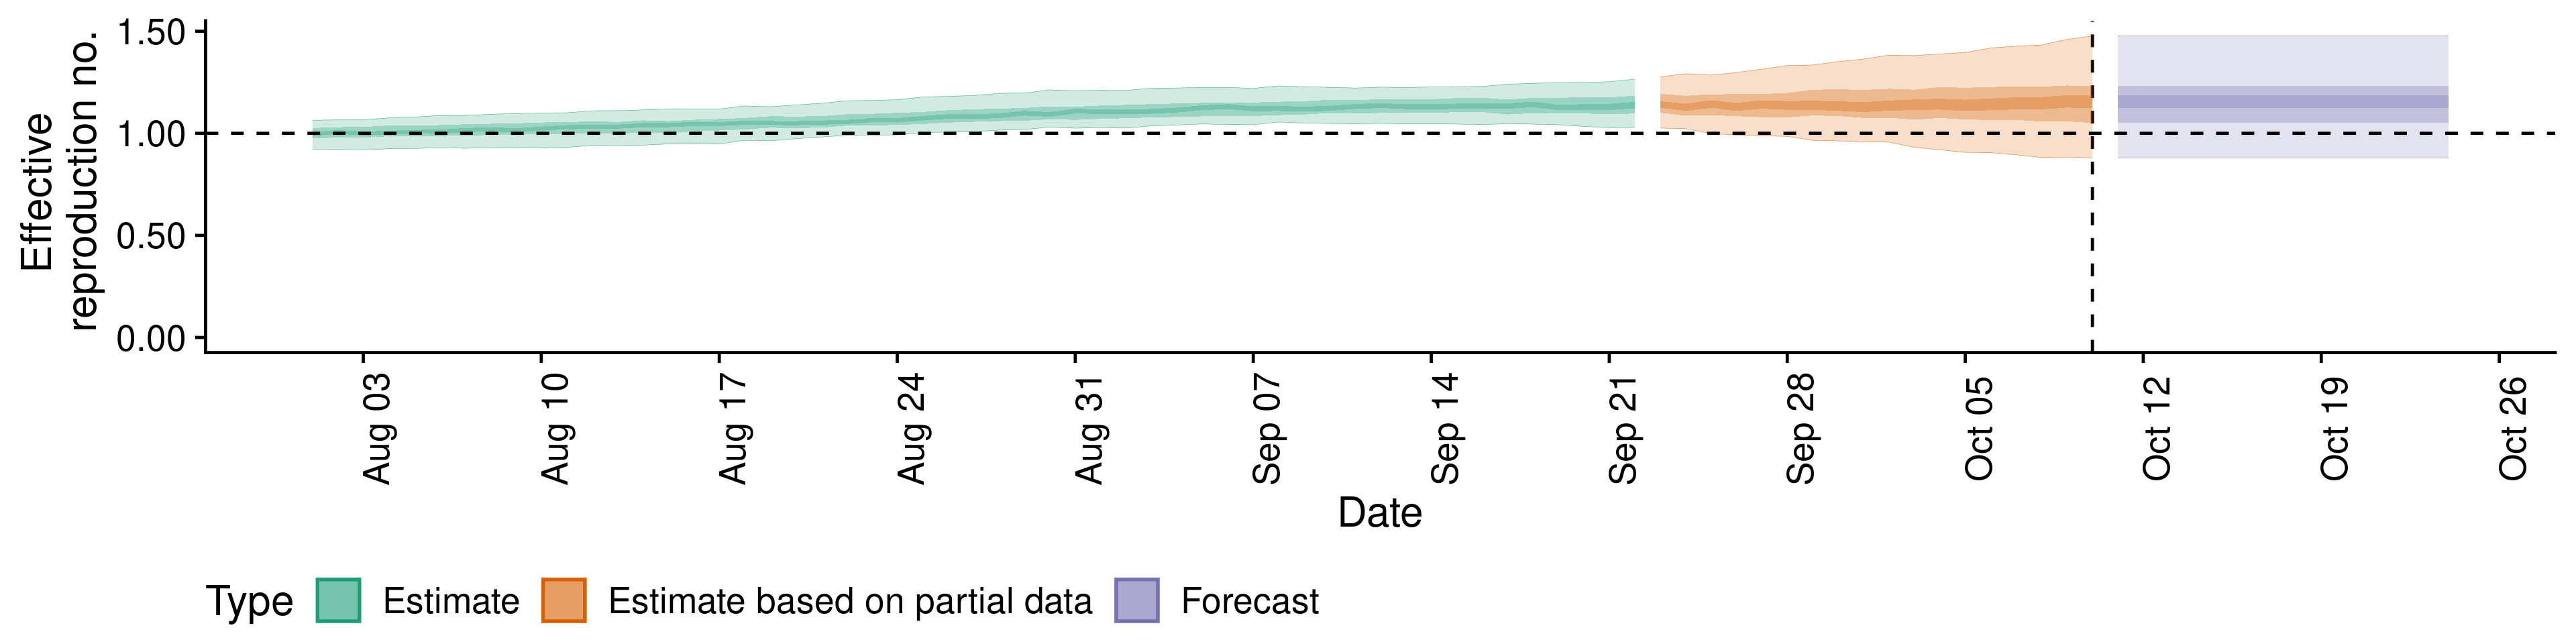 Effective
reproduction no.
1.50
1.00
0.50
0.00
Aug 03
Aug 10
Aug 17
Aug 24
Aug 31
Sep 07
Sep 14
Sep 21
Sep 28
Oct 05
Oct 12
Oct 19
Oct 26
Date
Type Estimate Estimate based on partial data Forecast